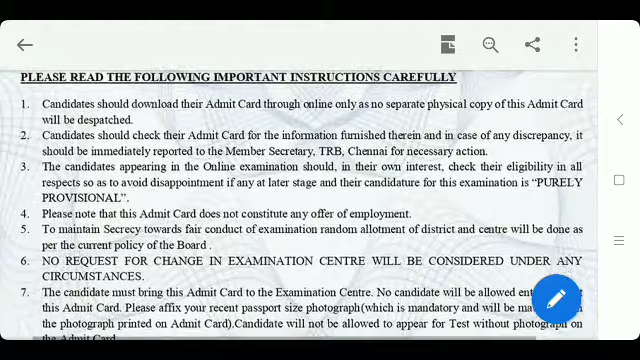 PLEASE READ THE FOLLOWING IMPORTANT INSTRUCTIONS CAREFULLY
1. Candidates should download their Admit Card through online only as no separate physical copy of this Admit Card
will be despatched.
2. Candidates should check their Admit Card for the information furnished therein and in case of any discrepancy, it
should be immediately reported to the Member Secretary, TRB, Chennai for necessary action.
3. The candidates appearing in the Online examination should, in their own interest, check their eligibility in all
respects so as to avoid disappointment if any at later stage and their candidature for this examination is “PURELY
PROVISIONAL”.
4. Please note that this Admit Card does not constitute any offer of employment.
5. To maintain Secrecy towards fair conduct of examination random allotment of district and centre will be done as
per the current policy of the Board .
6. NO REQUEST FOR CHANGE IN EXAMINATION CENTRE WILL BE CONSIDERED UNDER ANY
CIRCUMSTANCES.
7. The candidate must bring this Admit Card to the Examination Centre. No candidate will be allowed
this Admit Card. Please affix your recent passport size photograph(which is mandatory and will be
the photograph printed on Admit Card).Candidate will not be allowed to appear for Test without photograph on
the Admit Card